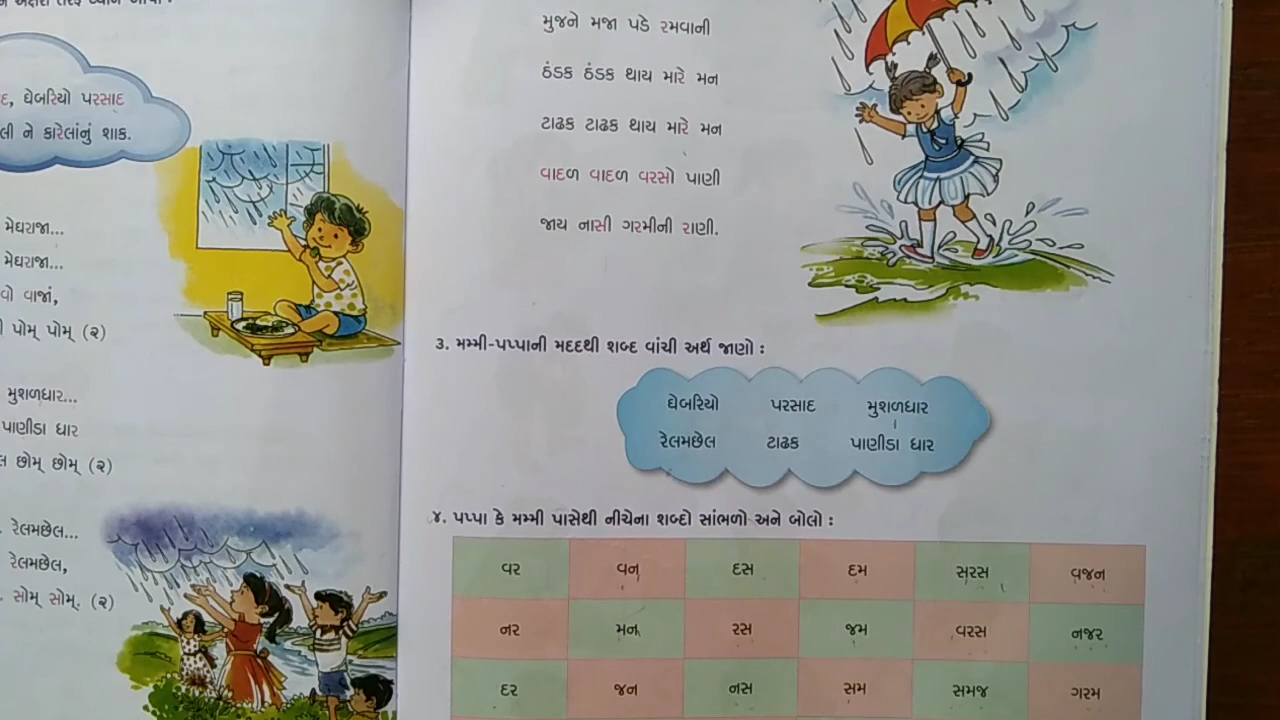 ઘેબરિયો પરસાદ
ને કારેલાંનું શાક.
મેઘરાજા...
મેઘરાજા...
વાજાં,
પોમ્ પોમ્ (૨)
મુશળધાર...
પાણીડા ધાર
છોમ્ છોમ્ (૨)
રેલમછેલ...
રેલમછેલ,
સોમ્ સોમ્. (૨)
મુજને મજા પડે રમવાની
ઠંડક ઠંડક થાય મારે મન
ટાઢક ટાઢક થાય મારે મન
વાદળ વાદળ વરસો પાણી
જાય નાસી ગરમીની રાણી.
૩. મમ્મી-પપ્પાની મદદથી શબ્દ વાંચી અર્થ જાણો :
ઘેબરિયો પરસાદ મુશળધાર
રેલમછેલ ટાઢક પાણીડા ધાર
૪. પપ્પા કે મમ્મી પાસેથી નીચેના શબ્દો સાંભળો અને બોલો :
વર વન દસ દમ સરસ વજન
નર મન રસ જમ વરસ નજર
દર જન નસ સમ સમજ ગરમ